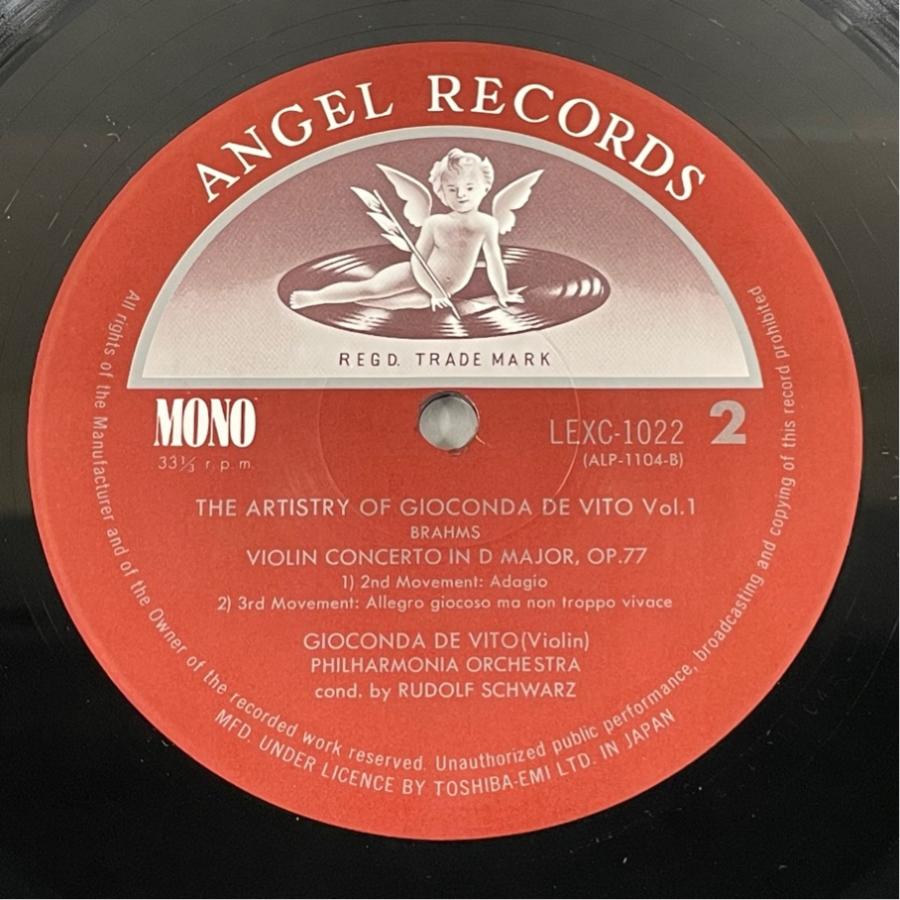 ANGEL RECORDS
REGD. TRADE MARK
MONO
33⅓ r.p.m.
LEXC-1022 2
(ALP-1104-B)
THE ARTISTRY OF GIOCONDA DE VITO Vol.1
BRAHMS
VIOLIN CONCERTO IN D MAJOR, OP.77
1) 2nd Movement: Adagio
2) 3rd Movement: Allegro giocoso ma non troppo vivace
GIOCONDA DE VITO(Violin)
PHILHARMONIA ORCHESTRA
cond. by RUDOLF SCHWARZ
All rights of the Manufacturer and of the Owner of the recorded work reserved. Unauthorized public performance, broadcasting and copying of this record prohibited
MFD. UNDER LICENCE BY TOSHIBA-EMI LTD. IN JAPAN